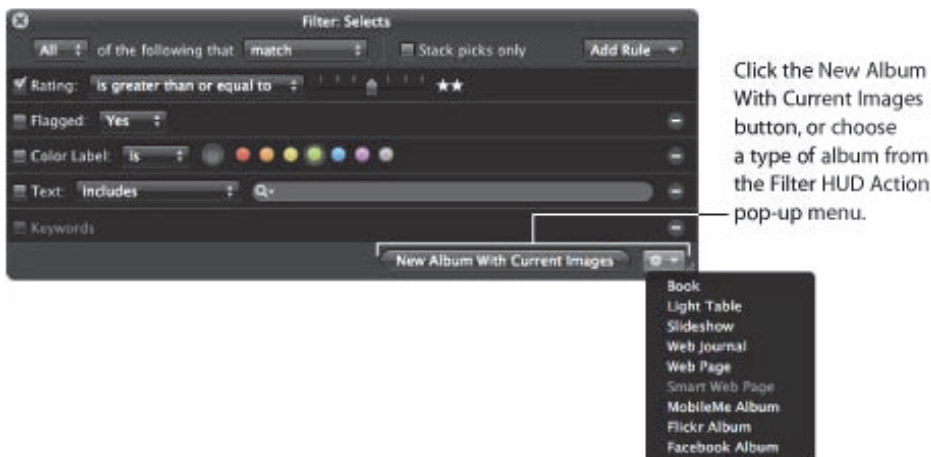 Filter: Selects
All of the following that match Stack picks only Add Rule
Rating: is greater than or equal to ★★
Flagged: Yes
Color Label: is
Text: Includes
Keywords
New Album With Current Images
Book
Light Table
Slideshow
Web Journal
Web Page
Smart Web Page
MobileMe Album
Flickr Album
Facebook Album
Click the New Album
With Current Images
button, or choose
a type of album from
the Filter HUD Action
pop-up menu.